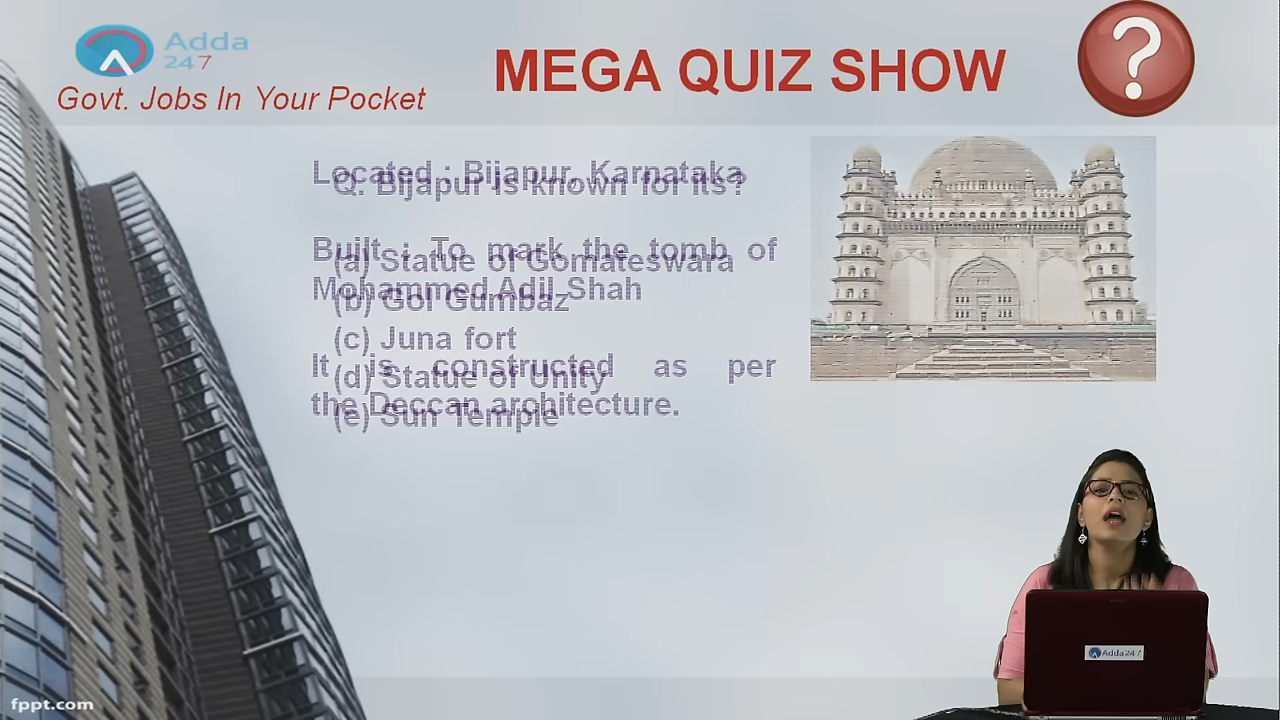 Adda
247
Govt. Jobs In Your Pocket
MEGA QUIZ SHOW
?
Located : Bijapur, Karnataka
Q. Bijapur is known for its?
Built : To mark the tomb of
(a) Statue of Gomateswara
Mohammed Adil Shah
(b) Gol Gumbaz
(c) Juna fort
It is constructed as per
(d) Statue of Unity
the Deccan architecture.
(e) Sun Temple
Adda247
fppt.com